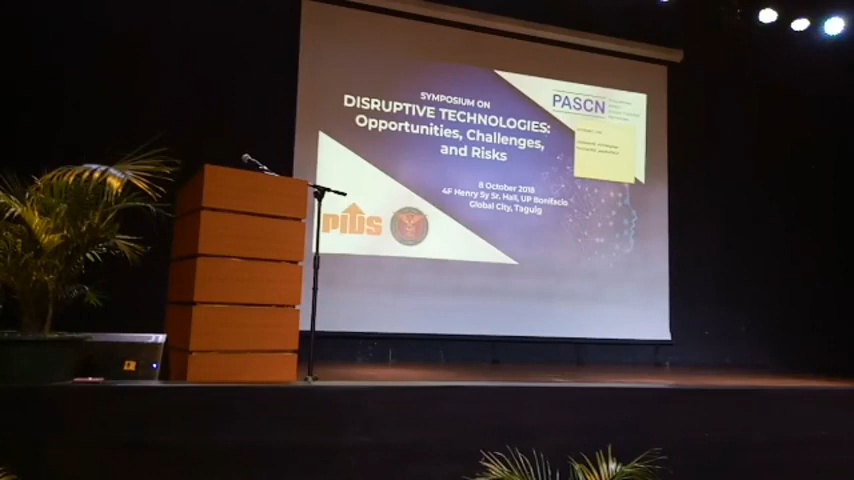 SYMPOSIUM ON
DISRUPTIVE TECHNOLOGIES:
Opportunities, Challenges,
and Risks
8 October 2018
4F Henry Sy Sr. Hall, UP Bonifacio
Global City, Taguig
PASCN
PIDS